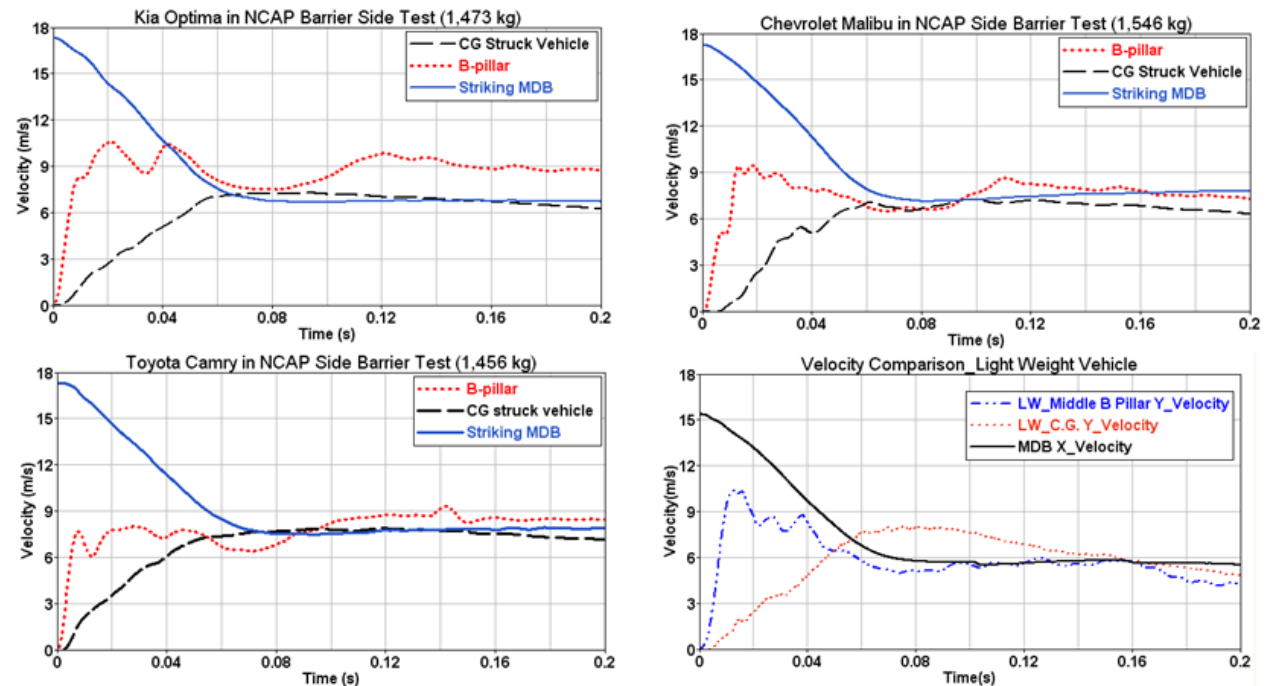 Kia Optima in NCAP Barrier Side Test (1,473 kg)
18
15
12
9
6
3
0
Velocity (m/s)
CG Struck Vehicle
B-pillar
Striking MDB
0
0.04
0.08
0.12
0.16
0.2
Time (s)
Chevrolet Malibu in NCAP Side Barrier Test (1,546 kg)
18
15
12
9
6
3
0
Velocity (m/s)
B-pillar
CG Struck Vehicle
Striking MDB
0
0.04
0.08
0.12
0.16
0.2
Time (s)
Toyota Camry in NCAP Side Barrier Test (1,456 kg)
18
15
12
9
6
3
0
Velocity (m/s)
B-pillar
CG struck vehicle
Striking MDB
0
0.04
0.08
0.12
0.16
0.2
Time (s)
Velocity Comparison_Light Weight Vehicle
18
15
12
9
6
3
0
Velocity(m/s)
LW_Middle B Pillar Y_Velocity
LW_C.G. Y_Velocity
MDB X_Velocity
0
0.04
0.08
0.12
0.16
0.2
Time(s)